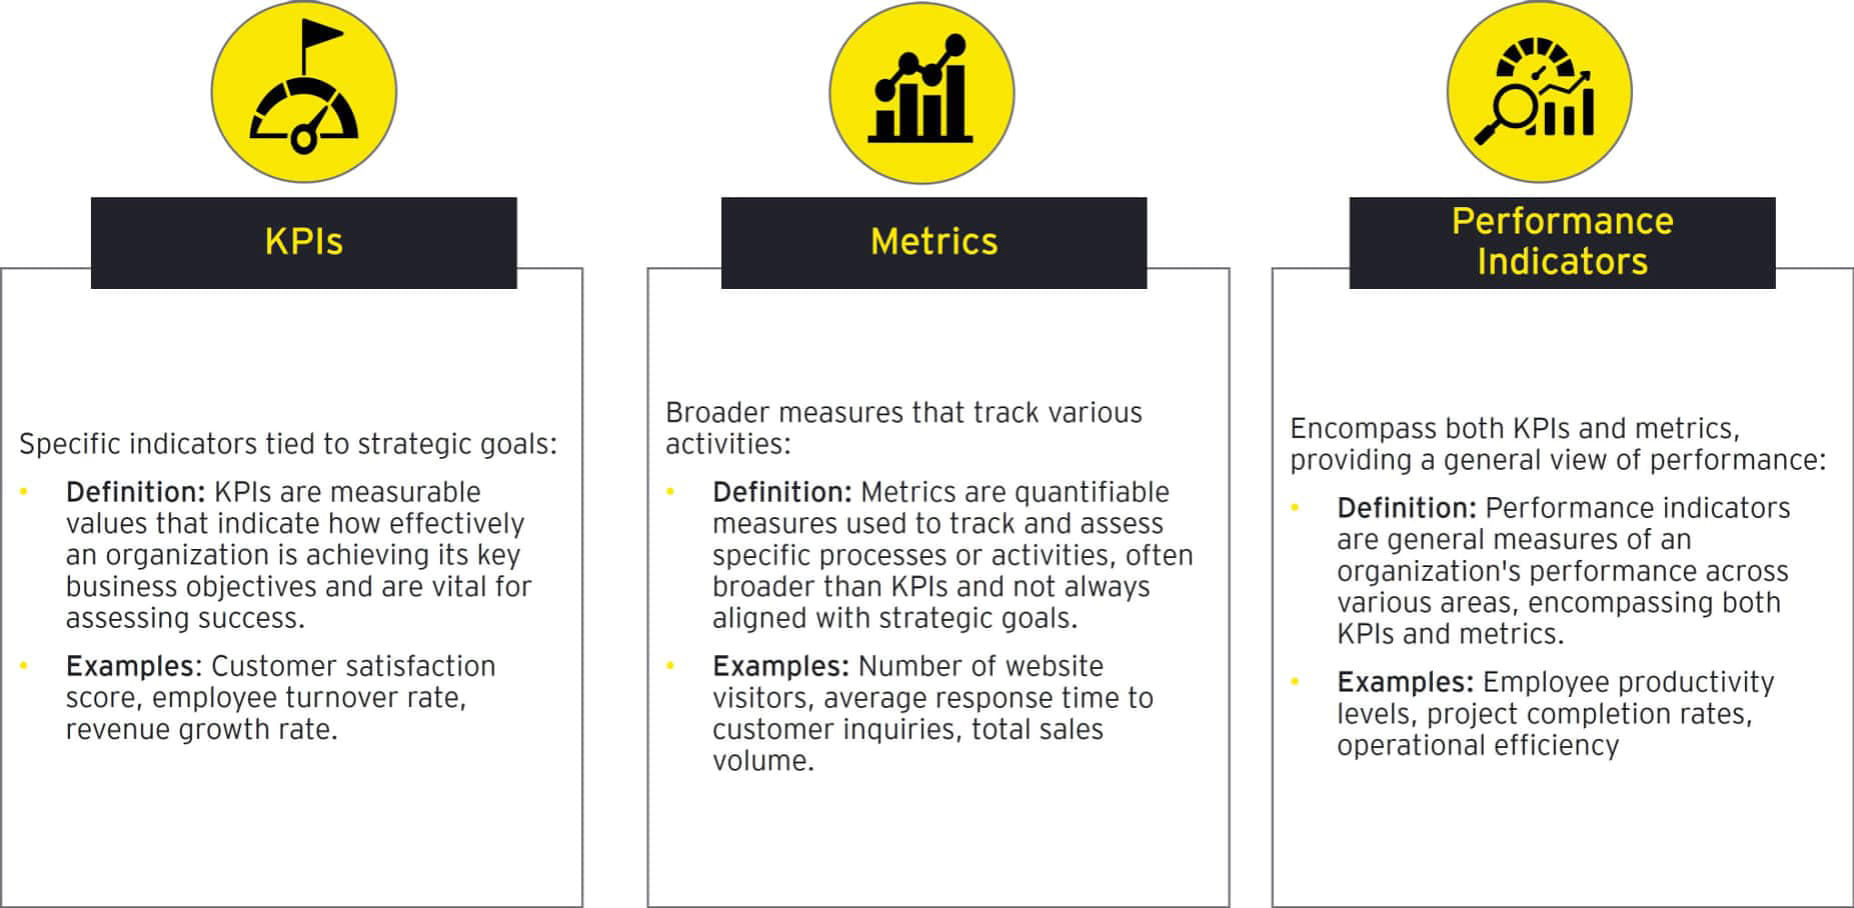 KPIs
Specific indicators tied to strategic goals:
• Definition: KPIs are measurable
values that indicate how effectively
an organization is achieving its key
business objectives and are vital for
assessing success.
• Examples: Customer satisfaction
score, employee turnover rate,
revenue growth rate.
Metrics
Broader measures that track various
activities:
• Definition: Metrics are quantifiable
measures used to track and assess
specific processes or activities, often
broader than KPIs and not always
aligned with strategic goals.
• Examples: Number of website
visitors, average response time to
customer inquiries, total sales
volume.
Performance
Indicators
Encompass both KPIs and metrics,
providing a general view of performance:
• Definition: Performance indicators
are general measures of an
organization's performance across
various areas, encompassing both
KPIs and metrics.
• Examples: Employee productivity
levels, project completion rates,
operational efficiency